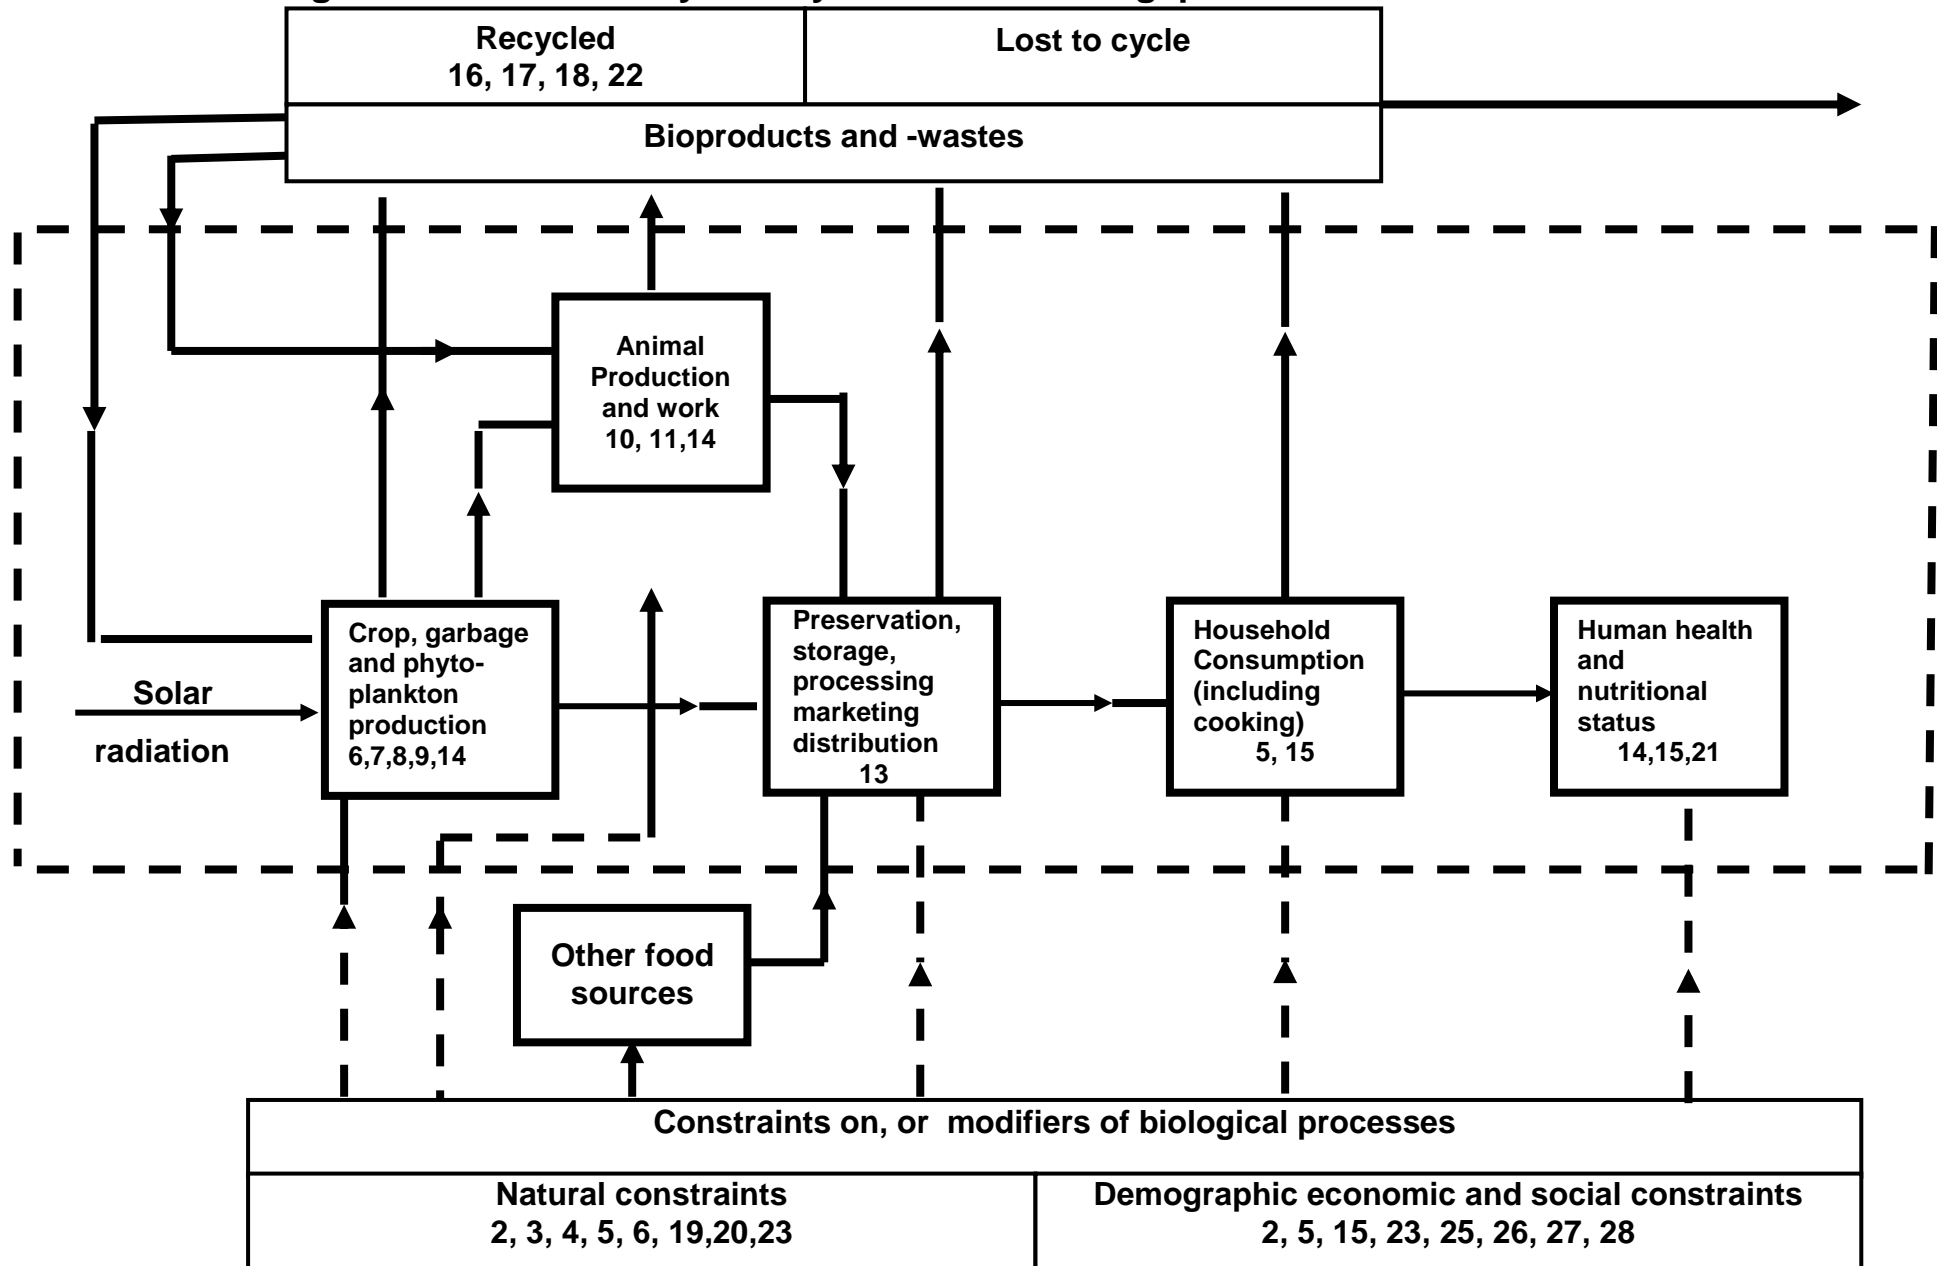 Recycled
16, 17, 18, 22
Lost to cycle
Bioproducts and -wastes
Animal
Production
and work
10, 11,14
Crop, garbage
and phyto-
plankton
production
6,7,8,9,14
Solar
radiation
Preservation,
storage,
processing
marketing
distribution
13
Household
Consumption
(including
cooking)
5, 15
Human health
and
nutritional
status
14,15,21
Other food
sources
Constraints on, or modifiers of biological processes
Natural constraints
2, 3, 4, 5, 6, 19,20,23
Demographic economic and social constraints
2, 5, 15, 23, 25, 26, 27, 28